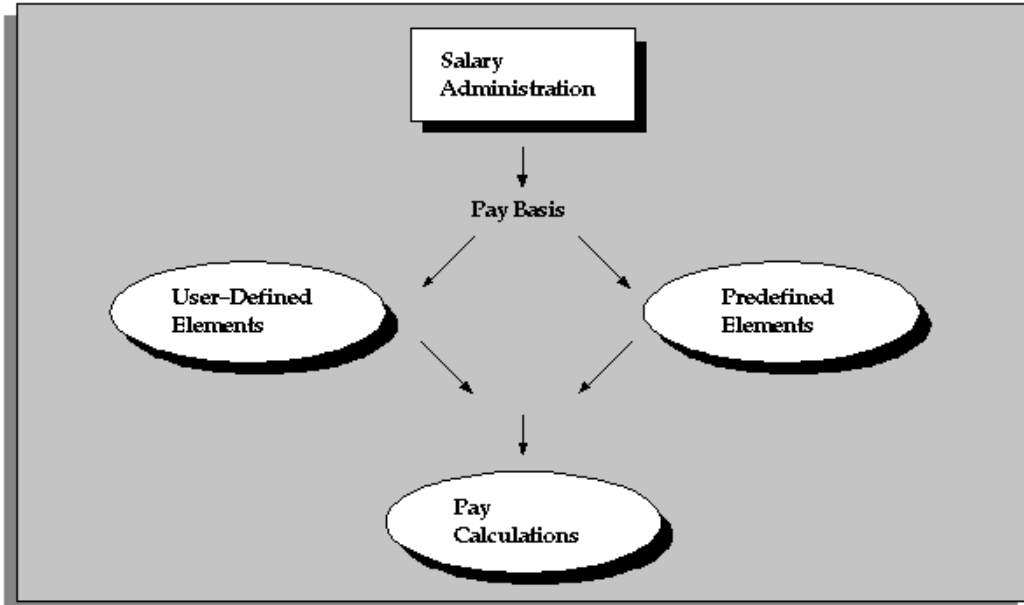 Salary
Administration
Pay Basis
User-Defined
Elements
Predefined
Elements
Pay
Calculations